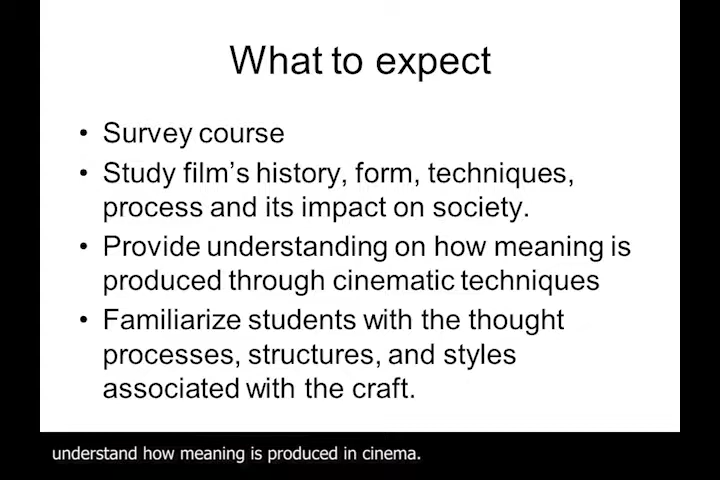 What to expect
• Survey course
• Study film's history, form, techniques,
process and its impact on society.
• Provide understanding on how meaning is
produced through cinematic techniques
• Familiarize students with the thought
processes, structures, and styles
associated with the craft.
understand how meaning is produced in cinema.